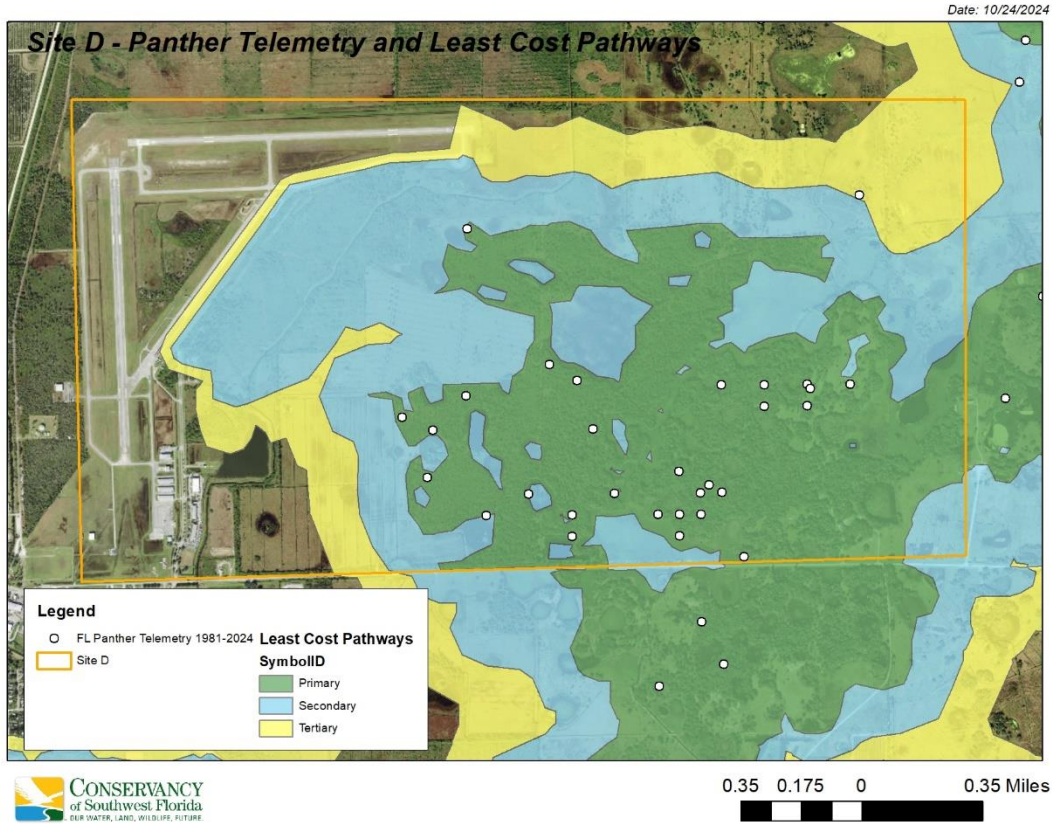 Date: 10/24/2024
Site D - Panther Telemetry and Least Cost Pathways
Legend
FL Panther Telemetry 1981-2024
Site D
Least Cost Pathways
SymbolID
Primary
Secondary
Tertiary
CONSERVANCY
of Southwest Florida
OUR WATER, LAND, WILDLIFE, FUTURE.
0.35 0.175 0 0.35 Miles